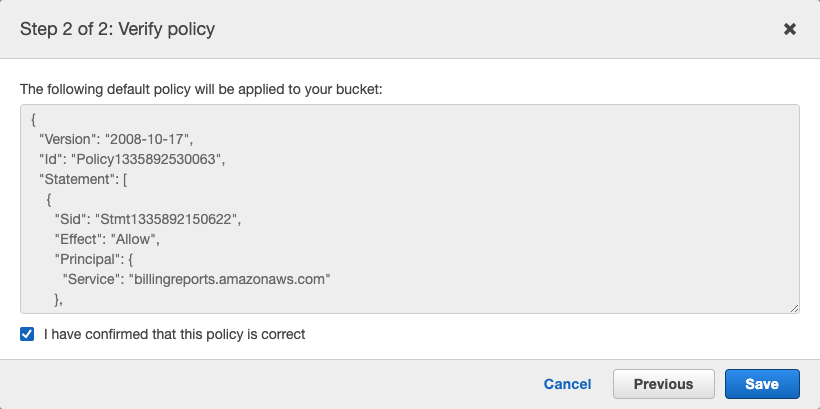 Step 2 of 2: Verify policy
The following default policy will be applied to your bucket:
{
"Version": "2008-10-17",
"Id": "Policy1335892530063",
"Statement": [
{
"Sid": "Stmt1335892150622",
"Effect": "Allow",
"Principal": {
"Service": "billingreports.amazonaws.com"
},
I have confirmed that this policy is correct
Cancel Previous Save